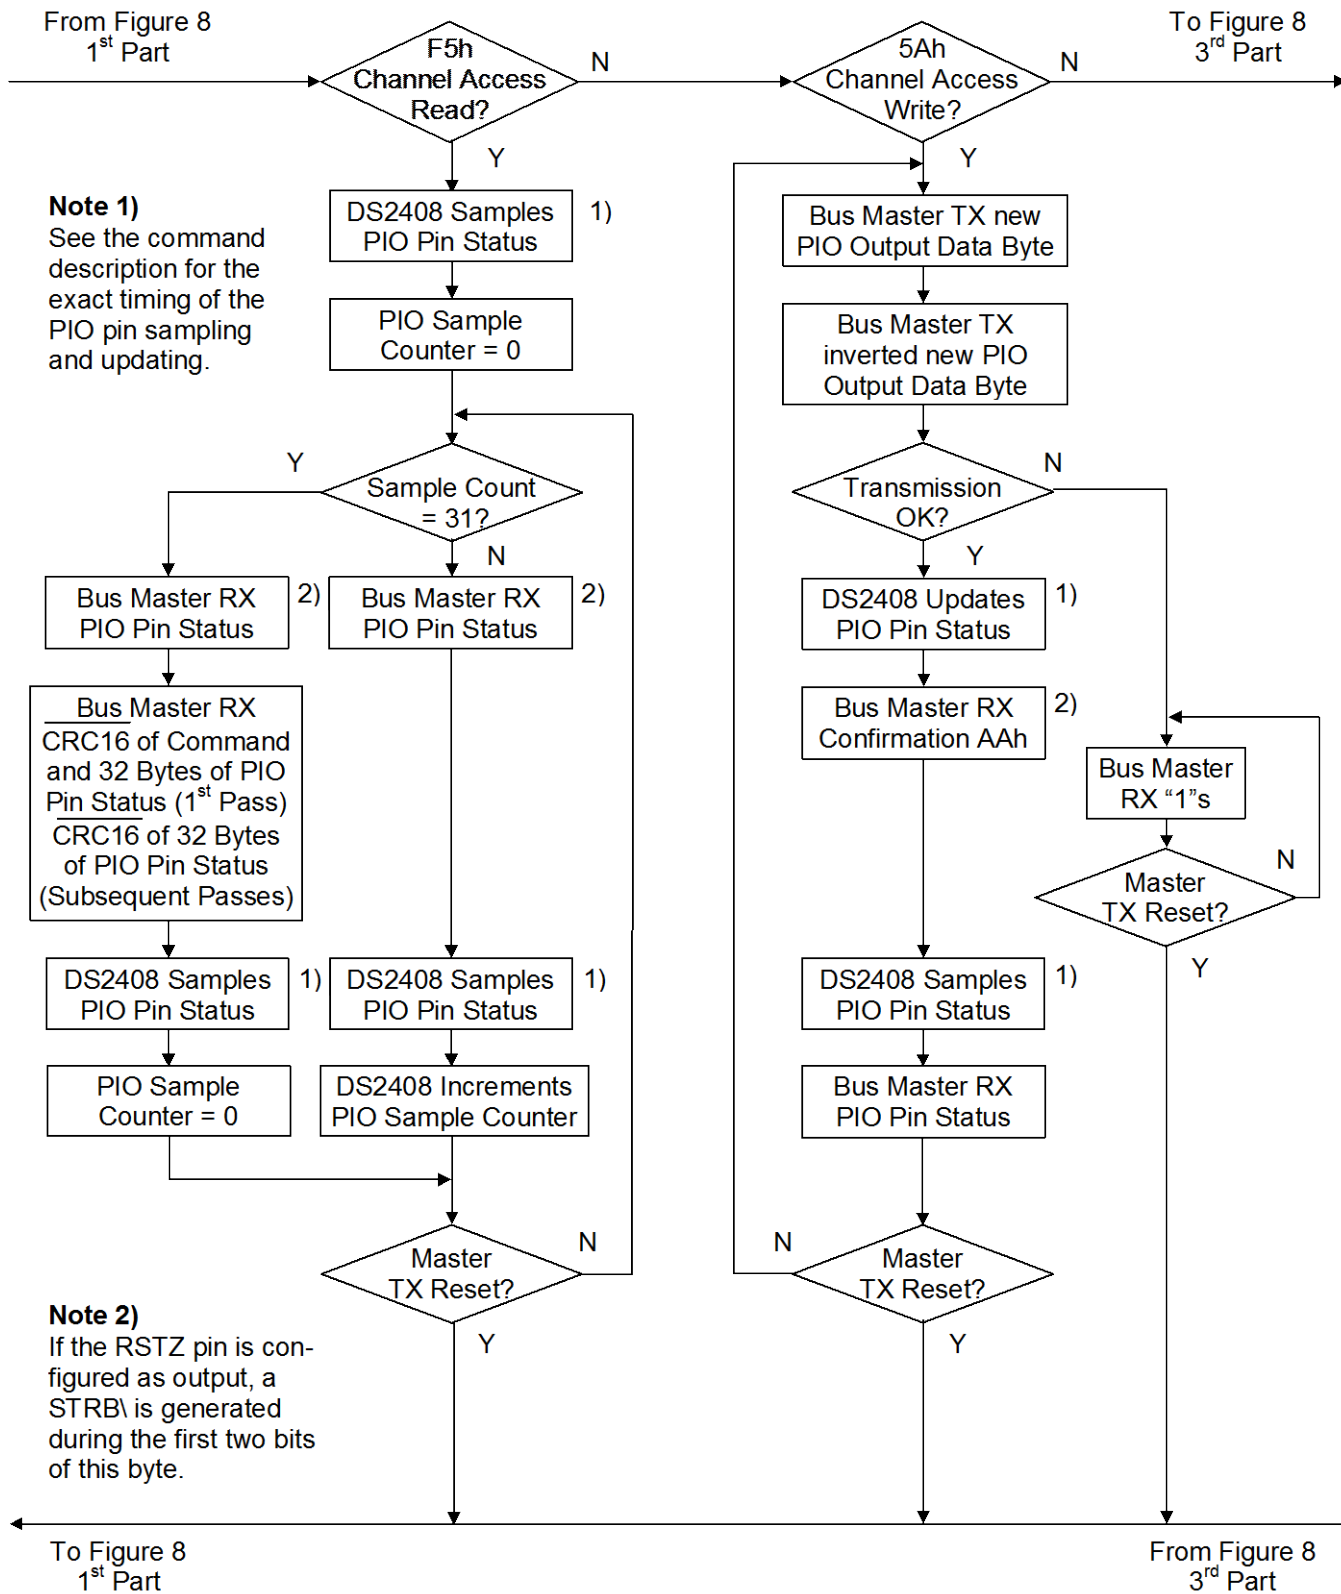 From Figure 8
1st Part
F5h
Channel Access
Read?
N
5Ah
Channel Access
Write?
N
To Figure 8
3rd Part
Y
Y
Note 1)
See the command
description for the
exact timing of the
PIO pin sampling
and updating.
DS2408 Samples
PIO Pin Status
1)
PIO Sample
Counter = 0
Bus Master TX new
PIO Output Data Byte
Bus Master TX
inverted new PIO
Output Data Byte
Y
Sample Count
= 31?
N
Transmission
OK?
N
Y
Bus Master RX
PIO Pin Status
2)
Bus Master RX
PIO Pin Status
2)
DS2408 Updates
PIO Pin Status
1)
Bus Master RX
CRC16 of Command
and 32 Bytes of PIO
Pin Status (1st Pass)
CRC16 of 32 Bytes
of PIO Pin Status
(Subsequent Passes)
Bus Master RX
Confirmation AAh
2)
Bus Master
RX “1”s
Master
TX Reset?
N
Y
DS2408 Samples
PIO Pin Status
1)
DS2408 Samples
PIO Pin Status
1)
DS2408 Samples
PIO Pin Status
1)
PIO Sample
Counter = 0
DS2408 Increments
PIO Sample Counter
Bus Master RX
PIO Pin Status
Master
TX Reset?
N
Y
N
Master
TX Reset?
Y
Note 2)
If the RSTZ pin is con-
figured as output, a
STRB\ is generated
during the first two bits
of this byte.
To Figure 8
1st Part
From Figure 8
3rd Part